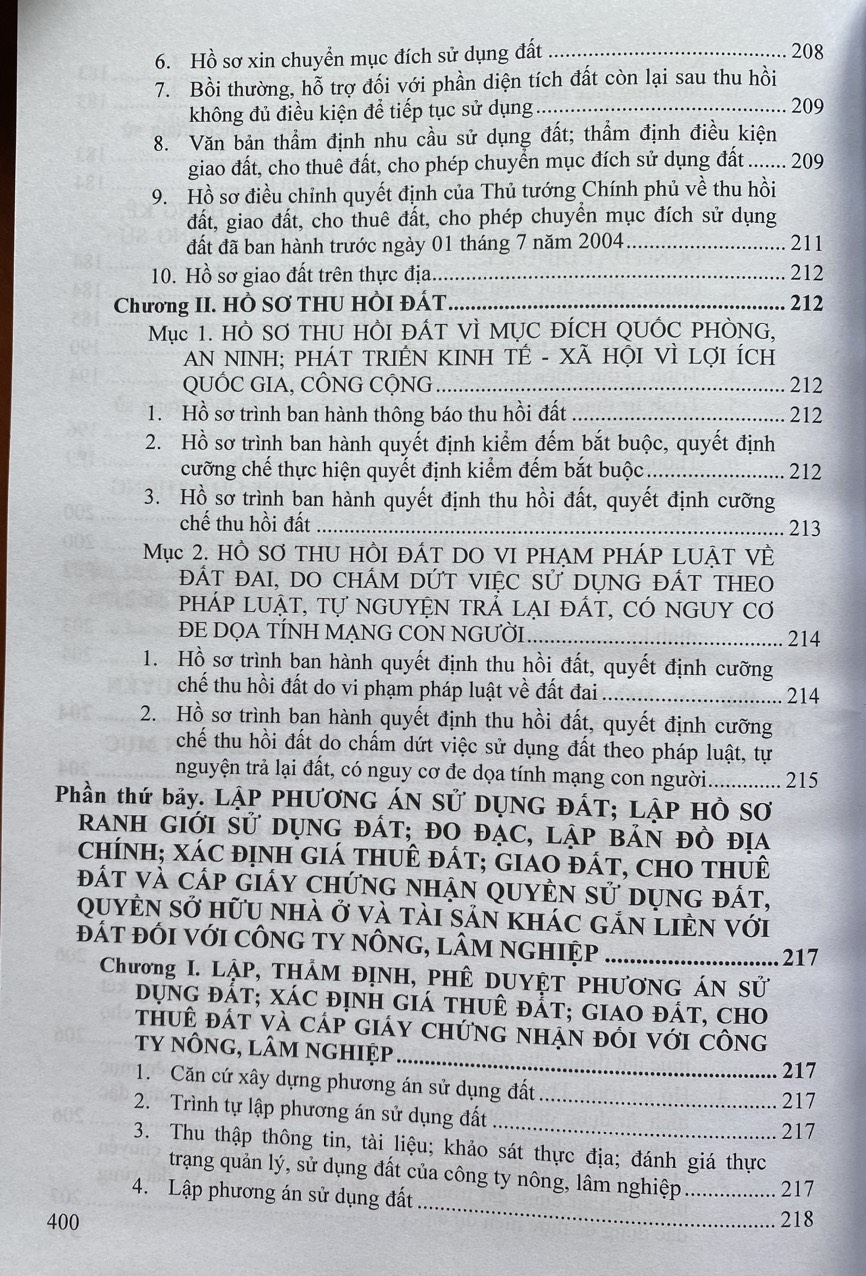 6. Hồ sơ xin chuyển mục đích sử dụng đất ........ 208
7. Bồi thường, hỗ trợ đối với phần diện tích đất còn lại sau thu hồi
không đủ điều kiện để tiếp tục sử dụng ........ 209
8. Văn bản thẩm định nhu cầu sử dụng đất; thẩm định điều kiện
giao đất, cho thuê đất, cho phép chuyển mục đích sử dụng đất ....... 209
9. Hồ sơ điều chỉnh quyết định của Thủ tướng Chính phủ về thu hồi
đất, giao đất, cho thuê đất, cho phép chuyển mục đích sử dụng
đất đã ban hành trước ngày 01 tháng 7 năm 2004 ........ 211
10. Hồ sơ giao đất trên thực địa ........ 212
Chương II. HỒ SƠ THU HỒI ĐẤT ........ 212
Mục 1. HỒ SƠ THU HỒI ĐẤT VÌ MỤC ĐÍCH QUỐC PHÒNG,
AN NINH; PHÁT TRIỂN KINH TẾ - XÃ HỘI VÌ LỢI ÍCH
QUỐC GIA, CÔNG CỘNG ........ 212
1. Hồ sơ trình ban hành thông báo thu hồi đất ........ 212
2. Hồ sơ trình ban hành quyết định kiểm đếm bắt buộc, quyết định
cưỡng chế thực hiện quyết định kiểm đếm bắt buộc ........ 212
3. Hồ sơ trình ban hành quyết định thu hồi đất, quyết định cưỡng
chế thu hồi đất ........ 213
Mục 2. HỒ SƠ THU HỒI ĐẤT DO VI PHẠM PHÁP LUẬT VỀ
ĐẤT ĐAI, DO CHẤM DỨT VIỆC SỬ DỤNG ĐẤT THEO
PHÁP LUẬT, TỰ NGUYỆN TRẢ LẠI ĐẤT, CÓ NGUY CƠ
ĐE DỌA TÍNH MẠNG CON NGƯỜI ........ 214
1. Hồ sơ trình ban hành quyết định thu hồi đất, quyết định cưỡng
chế thu hồi đất do vi phạm pháp luật về đất đai ........ 214
2. Hồ sơ trình ban hành quyết định thu hồi đất, quyết định cưỡng
chế thu hồi đất do chấm dứt việc sử dụng đất theo pháp luật, tự
nguyện trả lại đất, có nguy cơ đe dọa tính mạng con người ........ 215
Phần thứ bảy. LẬP PHƯƠNG ÁN SỬ DỤNG ĐẤT; LẬP HỒ SƠ
RANH GIỚI SỬ DỤNG ĐẤT; ĐO ĐẠC, LẬP BẢN ĐỒ ĐỊA
CHÍNH; XÁC ĐỊNH GIÁ THUÊ ĐẤT; GIAO ĐẤT, CHO THUÊ
ĐẤT VÀ CẤP GIẤY CHỨNG NHẬN QUYỀN SỬ DỤNG ĐẤT,
QUYỀN SỞ HỮU NHÀ Ở VÀ TÀI SẢN KHÁC GẮN LIỀN VỚI
ĐẤT ĐỐI VỚI CÔNG TY NÔNG, LÂM NGHIỆP ........ 217
Chương I. LẬP, THẨM ĐỊNH, PHÊ DUYỆT PHƯƠNG ÁN SỬ
DỤNG ĐẤT; XÁC ĐỊNH GIÁ THUÊ ĐẤT; GIAO ĐẤT, CHO
THUÊ ĐẤT VÀ CẤP GIẤY CHỨNG NHẬN ĐỐI VỚI CÔNG
TY NÔNG, LÂM NGHIỆP ........ 217
1. Căn cứ xây dựng phương án sử dụng đất ........ 217
2. Trình tự lập phương án sử dụng đất ........ 217
3. Thu thập thông tin, tài liệu; khảo sát thực địa; đánh giá thực
trạng quản lý, sử dụng đất của công ty nông, lâm nghiệp ........ 217
4. Lập phương án sử dụng đất ........ 218
400